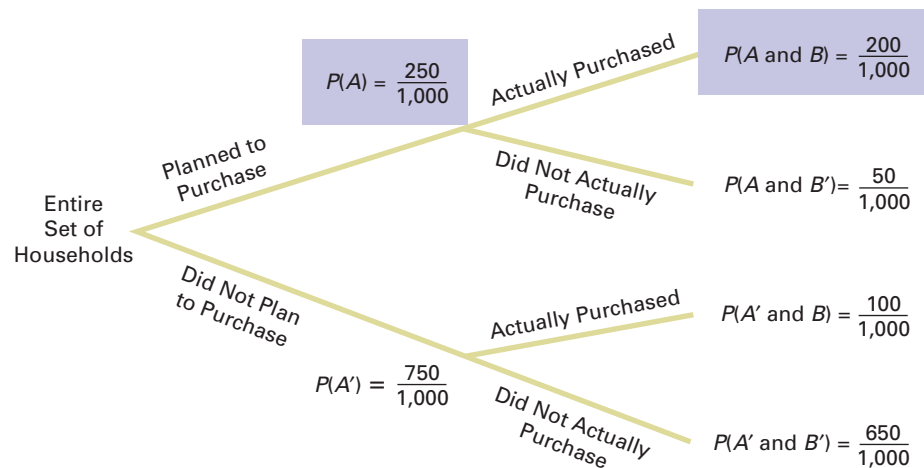 Entire
Set of
Households
Planned to
Purchase
P(A) = 250/1,000
Actually Purchased
P(A and B) = 200/1,000
Did Not Actually
Purchase
P(A and B′)= 50/1,000
Did Not Plan
to Purchase
P(A′) = 750/1,000
Actually Purchased
P(A′ and B) = 100/1,000
Did Not Actually
Purchase
P(A′ and B′) = 650/1,000